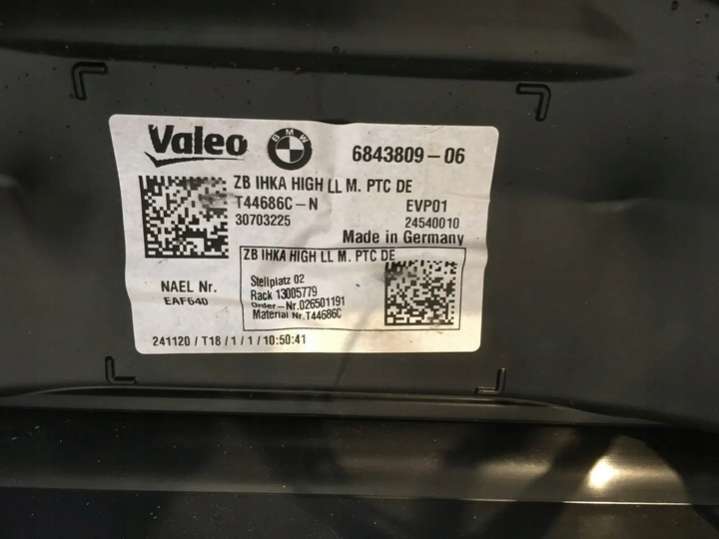 Valeo BMW 6843809-06
ZB IHKA HIGH LL M. PTC DE
T44686C-N EVP01
30703225 24540010
Made in Germany
ZB IHKA HIGH LL M. PTC DE
Stellplatz 02
NAEL Nr. Rack 13005779
EAF640 Order-Nr.026501191
Material Nr.T44686C
241120/T18/1/1/10:50:41